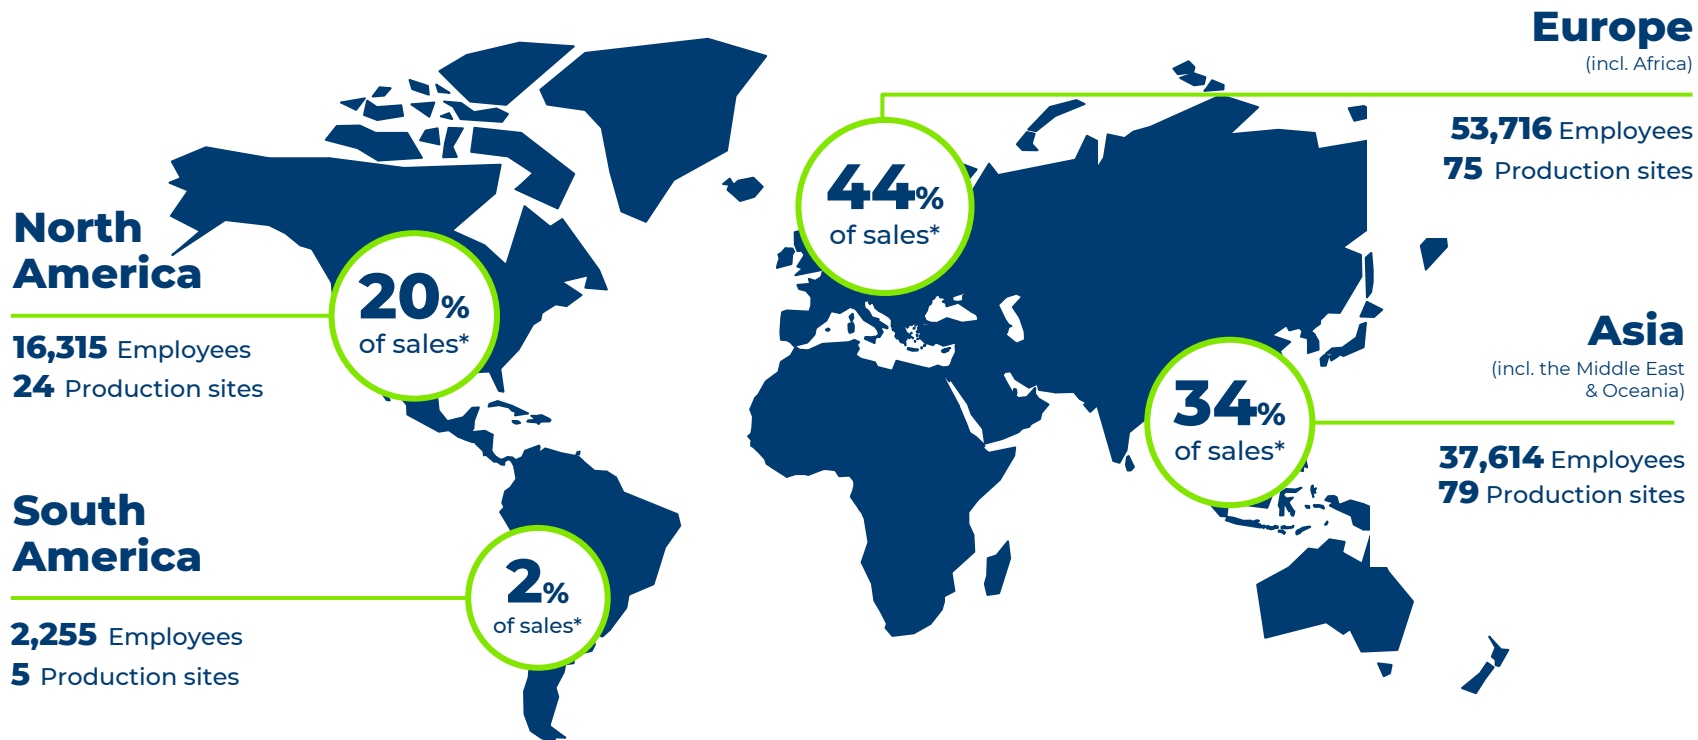 Europe
(incl. Africa)
53,716 Employees
75 Production sites
44%
of sales*
North
America
20%
of sales*
16,315 Employees
24 Production sites
Asia
(incl. the Middle East
& Oceania)
34%
of sales*
37,614 Employees
79 Production sites
South
America
2%
of sales*
2,255 Employees
5 Production sites